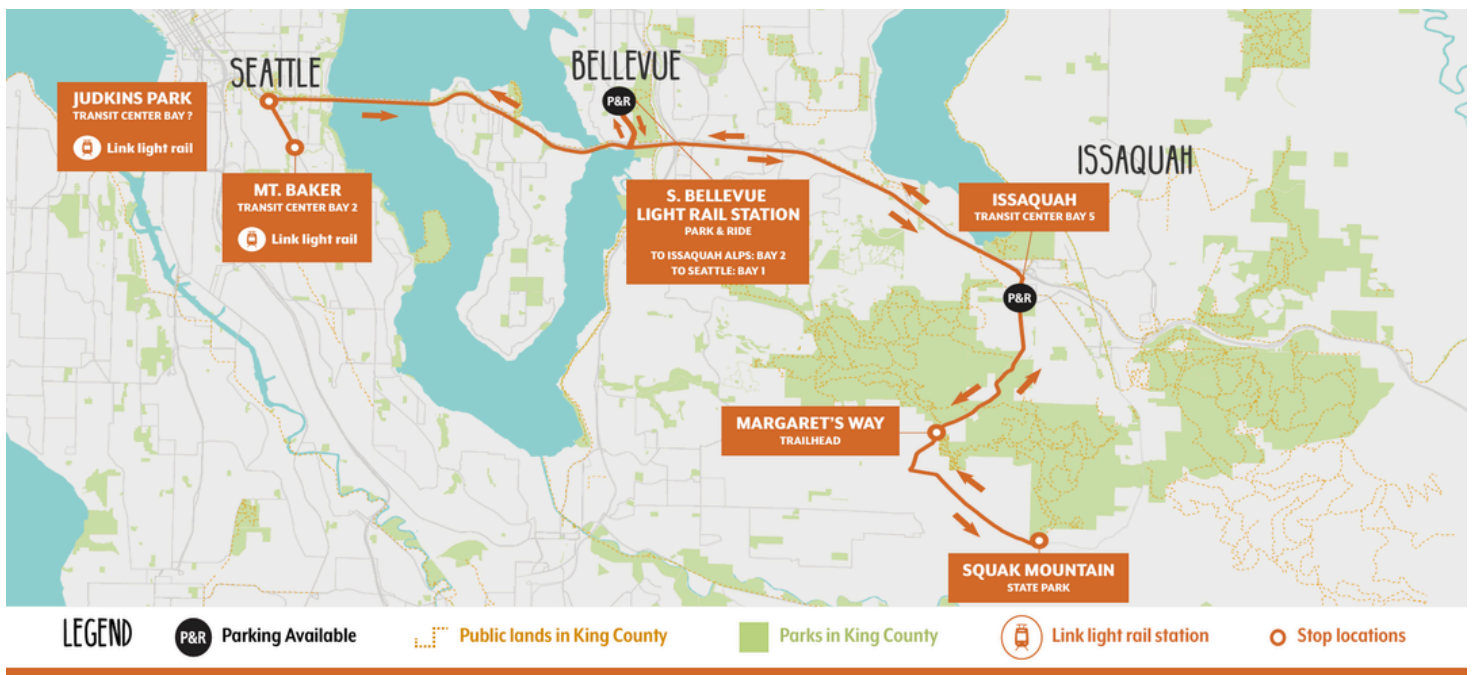 SEATTLE
BELLEVUE
ISSAQUAH
JUDKINS PARK
TRANSIT CENTER BAY ?
Link light rail
MT. BAKER
TRANSIT CENTER BAY 2
Link light rail
P&R
S. BELLEVUE
LIGHT RAIL STATION
PARK & RIDE
TO ISSAQUAH ALPS: BAY 2
TO SEATTLE: BAY 1
ISSAQUAH
TRANSIT CENTER BAY 5
P&R
MARGARET'S WAY
TRAILHEAD
SQUAK MOUNTAIN
STATE PARK
LEGEND
P&R Parking Available
Public lands in King County
Parks in King County
Link light rail station
Stop locations